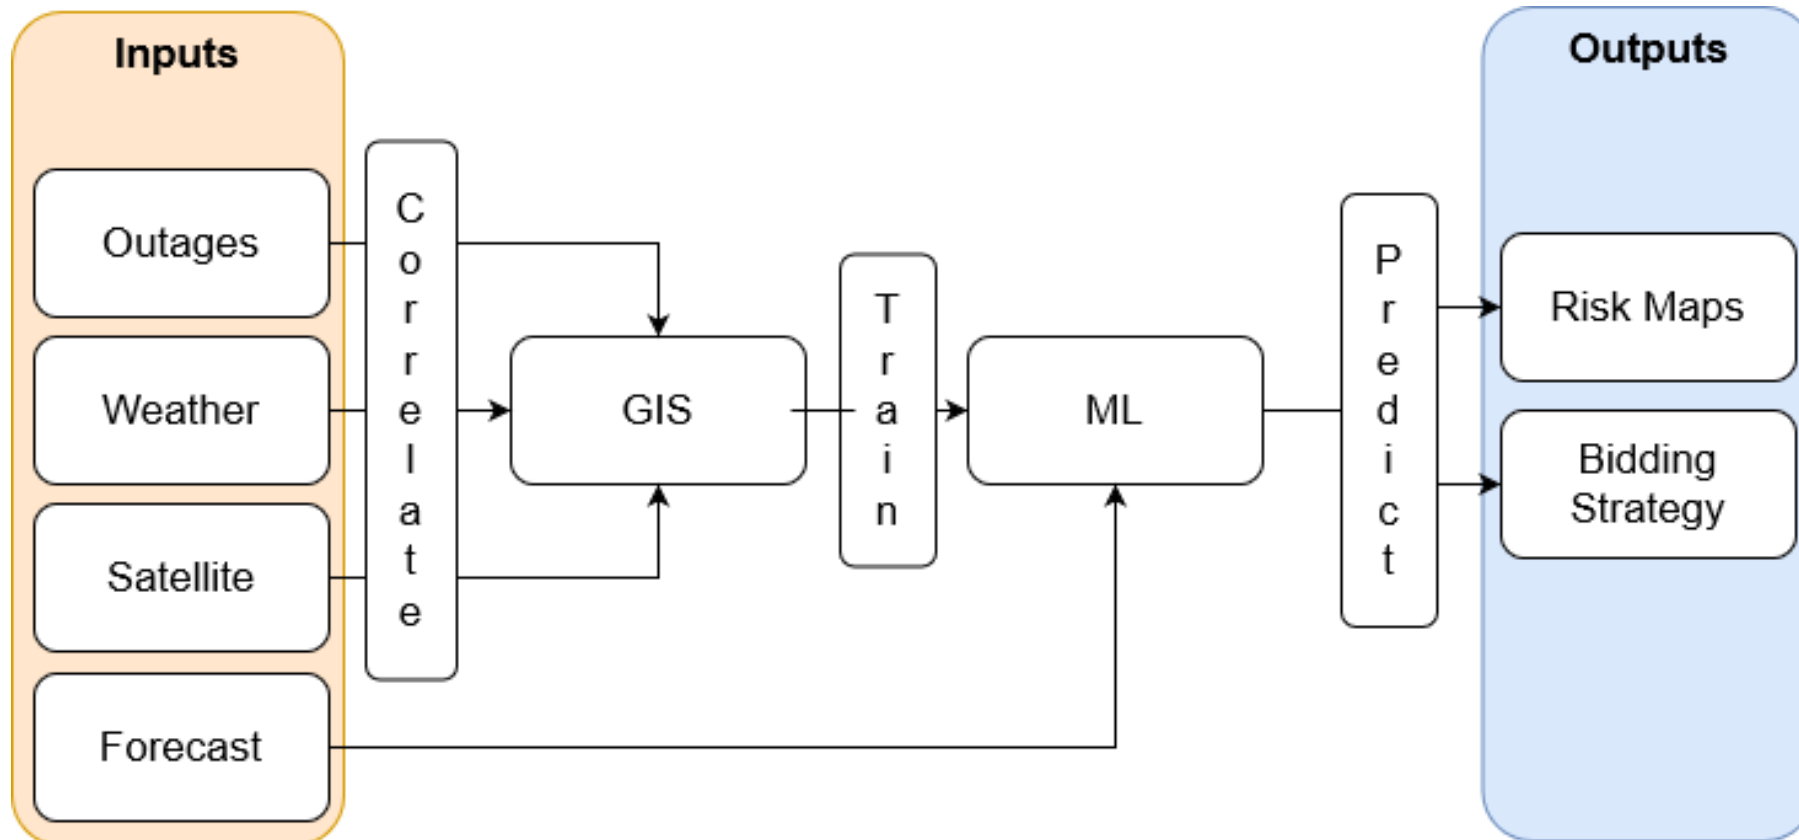 Inputs
Outages
Weather
Satellite
Forecast
Correlate
GIS
Train
ML
Predict
Outputs
Risk Maps
Bidding
Strategy